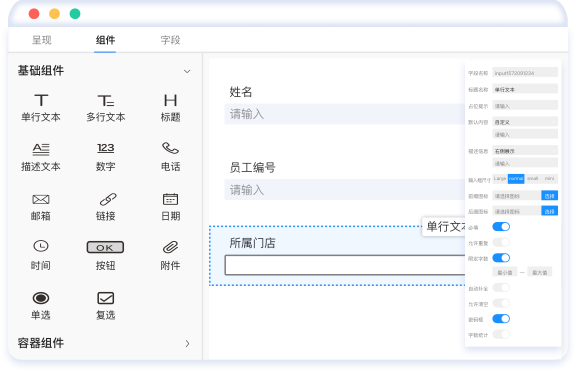 呈现 组件 字段
基础组件
单行文本 多行文本 标题
描述文本 数字 电话
邮箱 链接 日期
时间 OK 按钮 附件
单选 复选
容器组件
姓名
请输入
员工编号
请输入
单行文本
所属门店
字段名称 input1572091234
标题名称 单行文本
占位提示 请输入
默认内容 自定义
请输入
描述信息 右侧展示
请输入
输入框尺寸 Large normal small mini
前缀图标 请选择图标 选择
后缀图标 请选择图标 选择
必填
允许重复
限定字数
最小值 — 最大值
自动补全
允许清空
密码框
字数统计